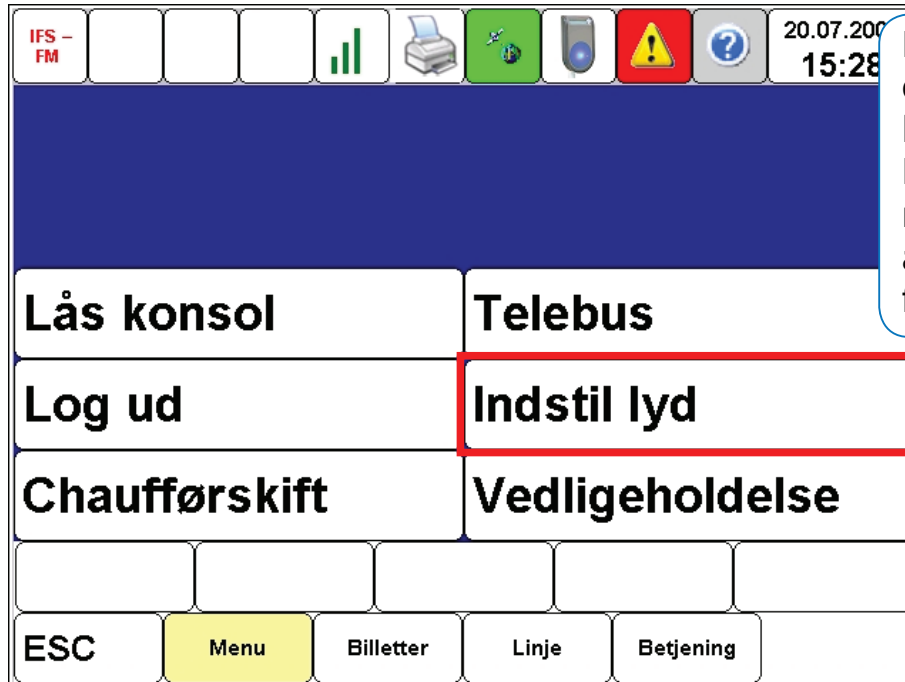 IFS –
FM
20.07.200
15:28
Lås konsol
Telebus
Log ud
Indstil lyd
Chaufførskift
Vedligeholdelse
ESC
Menu
Billetter
Linje
Betjening